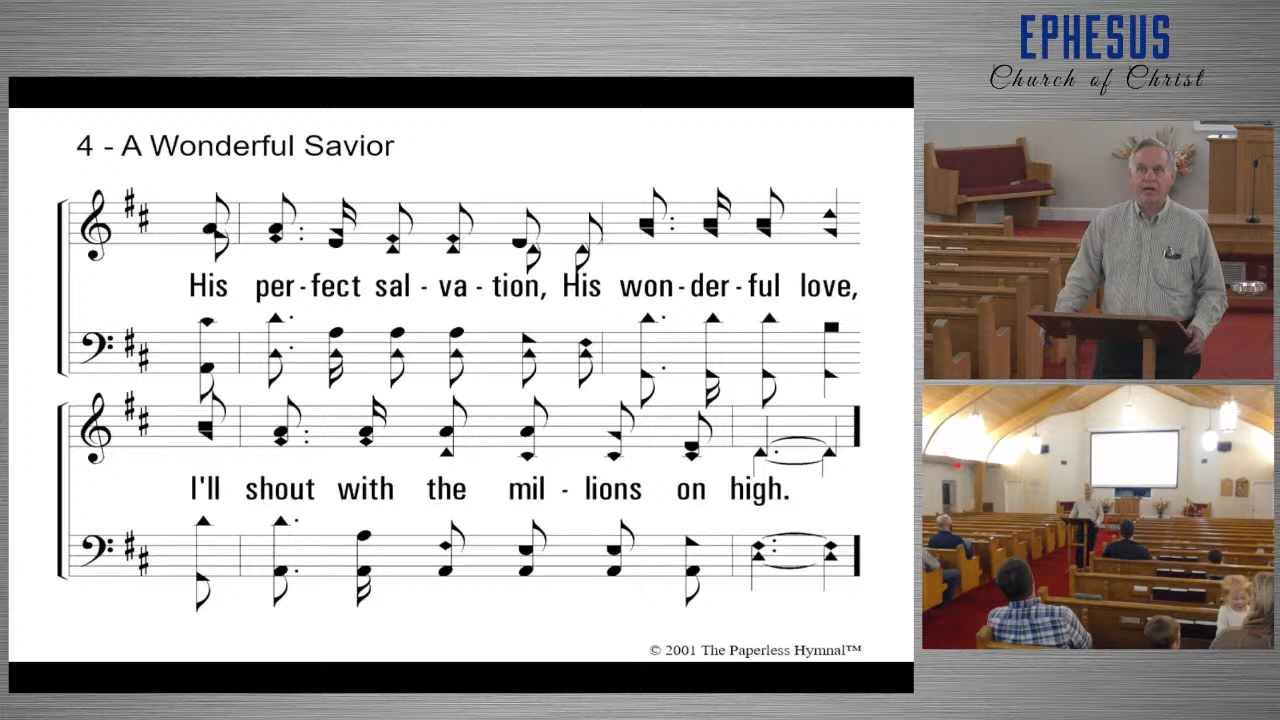 EPHESUS
Church of Christ
4 - A Wonderful Savior
His per - fect sal - va - tion, His won - der - ful love,
I'll shout with the mil - lions on high.
© 2001 The Paperless Hymnal™